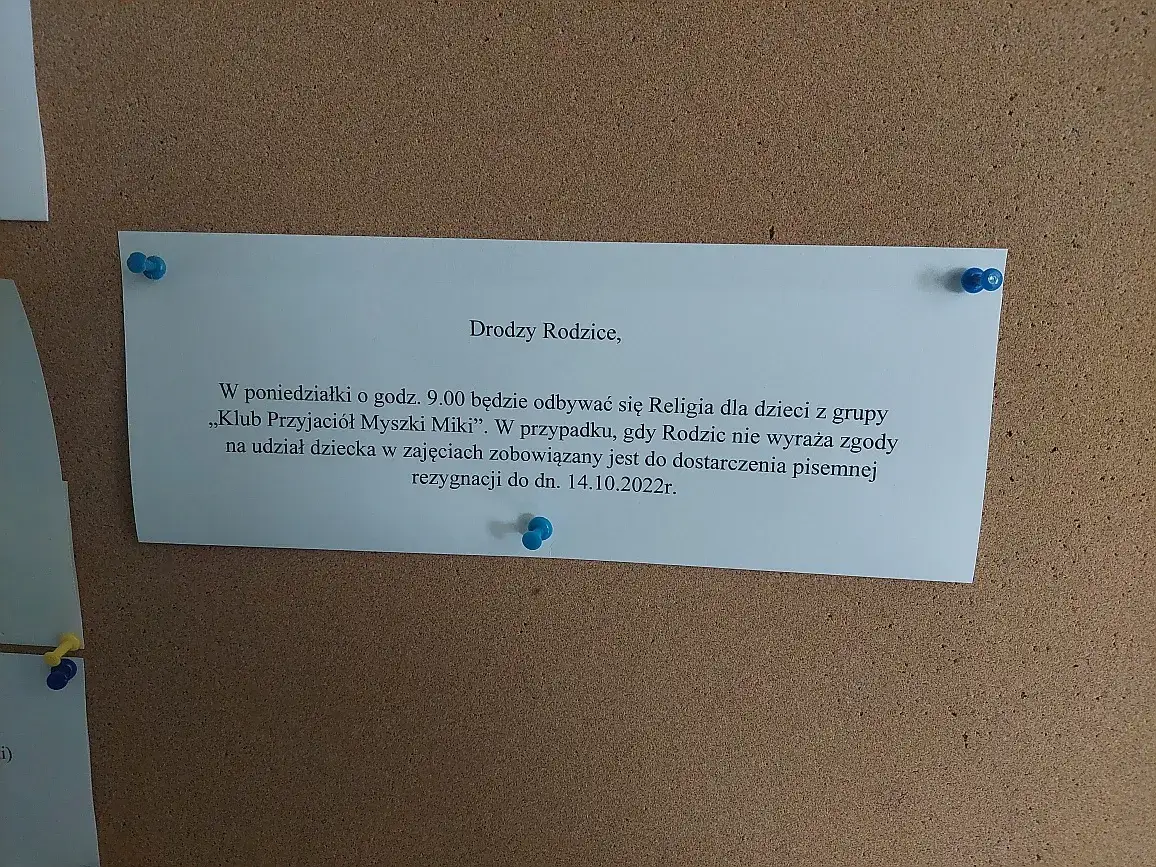 Drodzy Rodzice,
W poniedziałki o godz. 9.00 będzie odbywać się Religia dla dzieci z grupy
„Klub Przyjaciół Myszki Miki”. W przypadku, gdy Rodzic nie wyraża zgody
na udział dziecka w zajęciach zobowiązany jest do dostarczenia pisemnej
rezygnacji do dn. 14.10.2022r.
i)